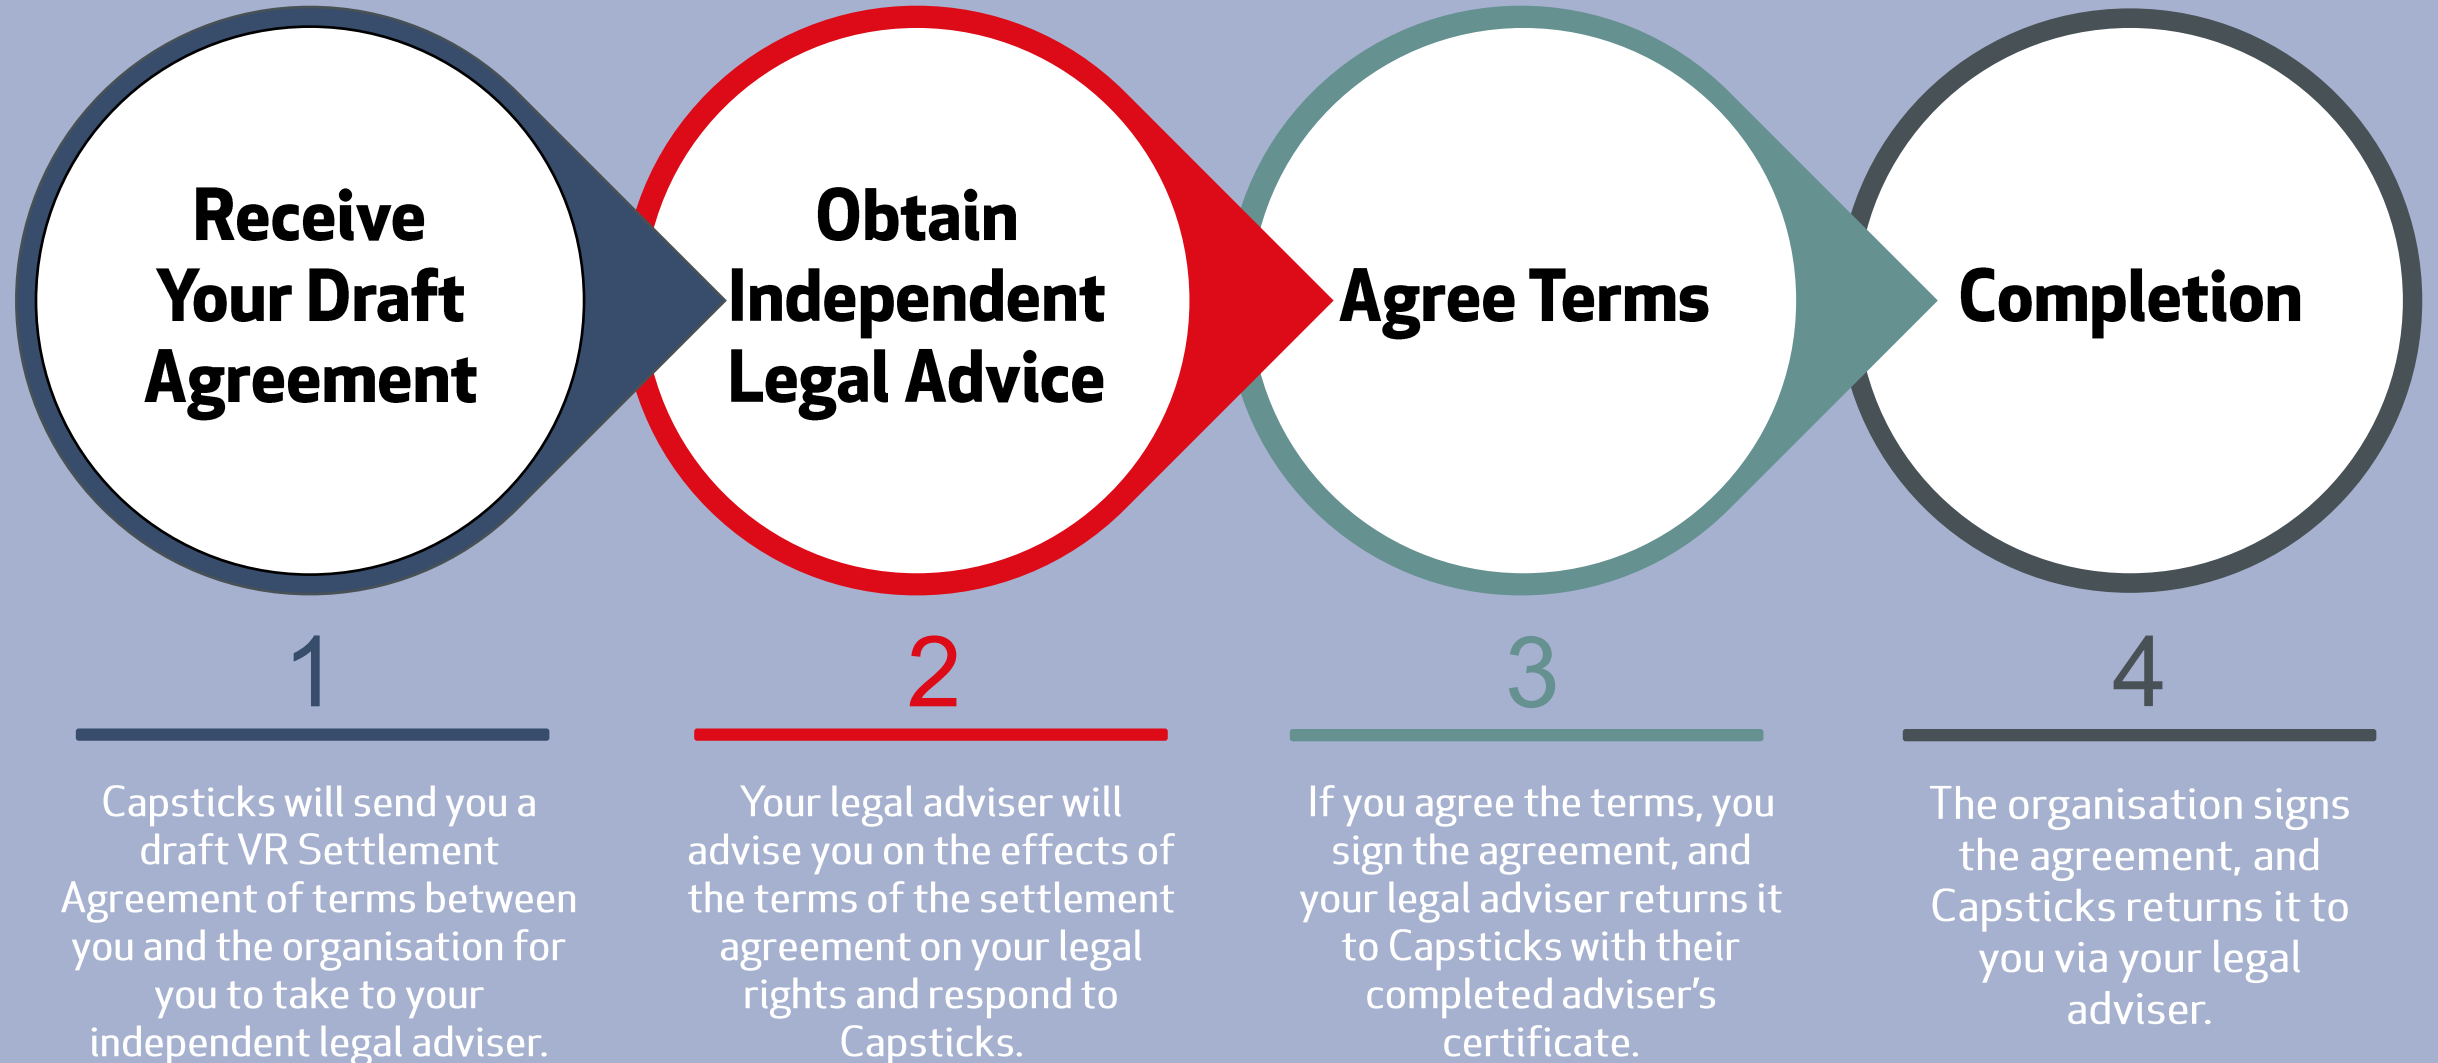 Receive
Your Draft
Agreement
Obtain
Independent
Legal Advice
Agree Terms
Completion
1
Capsticks will send you a
draft VR Settlement
Agreement of terms between
you and the organisation for
you to take to your
independent legal adviser.
2
Your legal adviser will
advise you on the effects of
the terms of the settlement
agreement on your legal
rights and respond to
Capsticks.
3
If you agree the terms, you
sign the agreement, and
your legal adviser returns it
to Capsticks with their
completed adviser’s
certificate.
4
The organisation signs
the agreement, and
Capsticks returns it to
you via your legal
adviser.